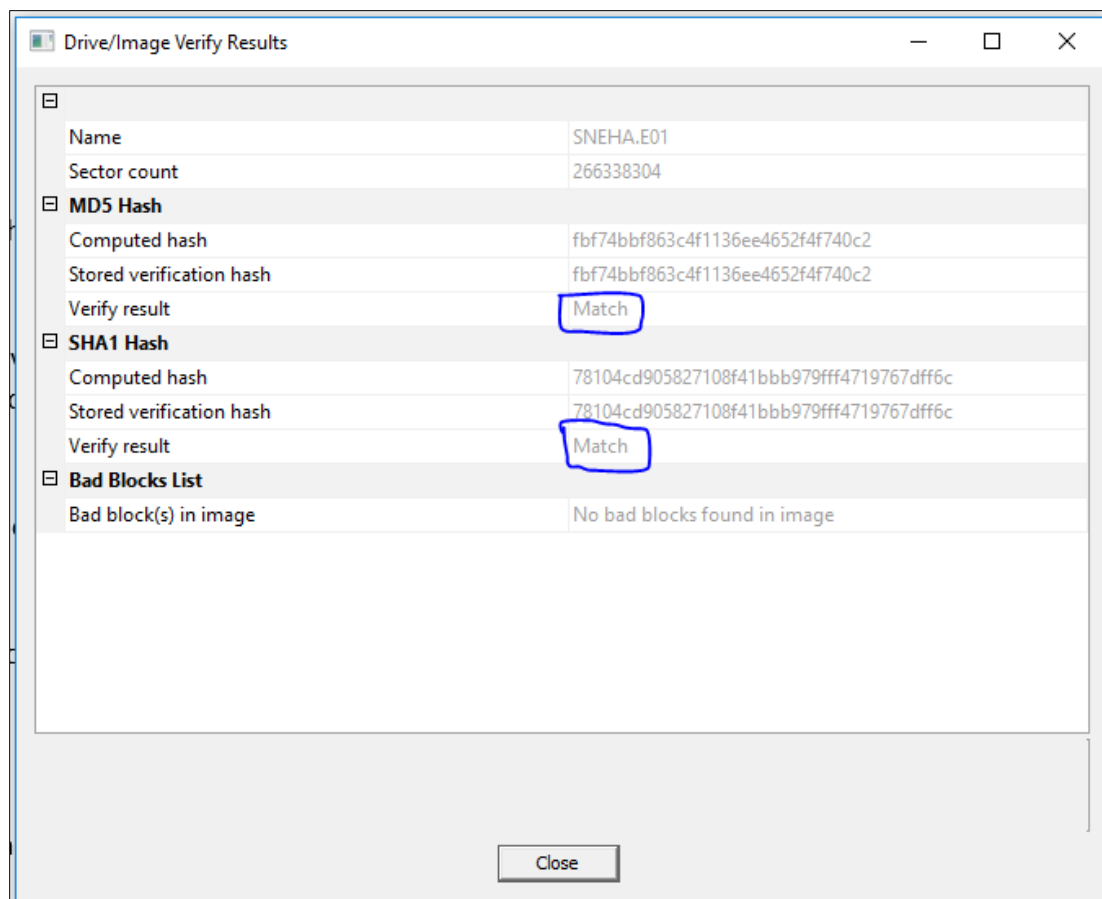 Drive/Image Verify Results
Name SNEHA.E01
Sector count 266338304
MD5 Hash
Computed hash fbf74bbf863c4f1136ee4652f4f740c2
Stored verification hash fbf74bbf863c4f1136ee4652f4f740c2
Verify result Match
SHA1 Hash
Computed hash 78104cd905827108f41bbb979fff4719767dff6c
Stored verification hash 78104cd905827108f41bbb979fff4719767dff6c
Verify result Match
Bad Blocks List
Bad block(s) in image No bad blocks found in image
Close